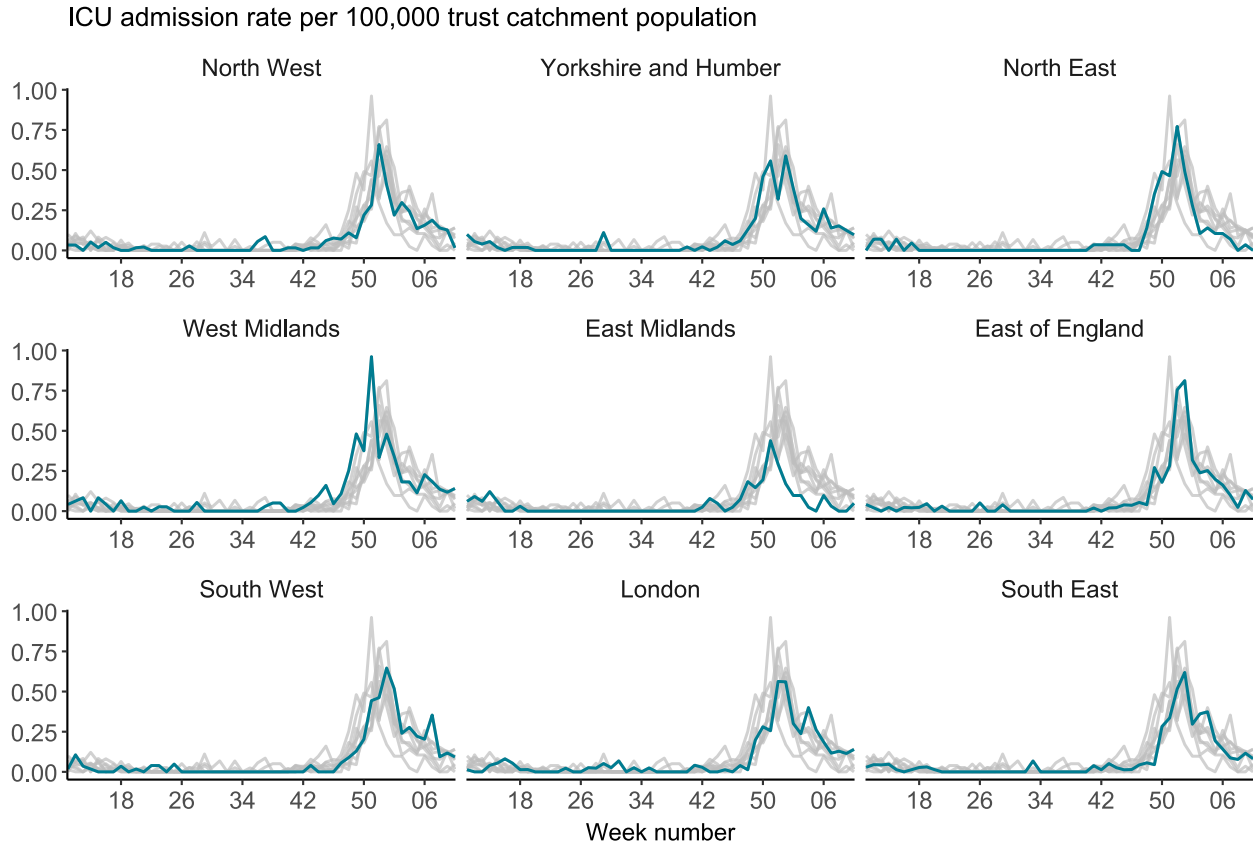 ICU admission rate per 100,000 trust catchment population
North West Yorkshire and Humber North East
1.00
0.75
0.50
0.25
0.00
18 26 34 42 50 06 18 26 34 42 50 06 18 26 34 42 50 06
West Midlands East Midlands East of England
1.00
0.75
0.50
0.25
0.00
18 26 34 42 50 06 18 26 34 42 50 06 18 26 34 42 50 06
South West London South East
1.00
0.75
0.50
0.25
0.00
18 26 34 42 50 06 18 26 34 42 50 06 18 26 34 42 50 06
Week number